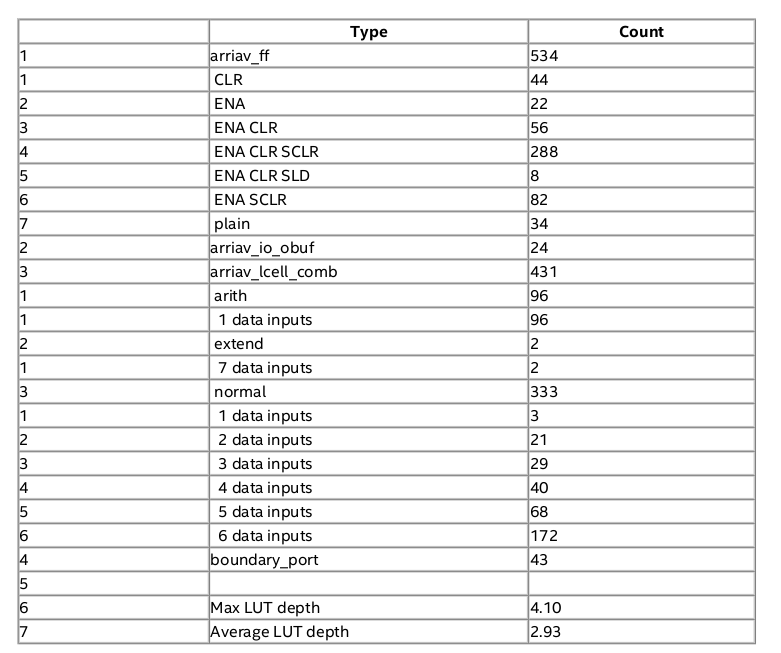 Type Count
1 arriav_ff 534
1 CLR 44
2 ENA 22
3 ENA CLR 56
4 ENA CLR SCLR 288
5 ENA CLR SLD 8
6 ENA SCLR 82
7 plain 34
2 arriav_io_obuf 24
3 arriav_lcell_comb 431
1 arith 96
1 1 data inputs 96
2 extend 2
1 7 data inputs 2
3 normal 333
1 1 data inputs 3
2 2 data inputs 21
3 3 data inputs 29
4 4 data inputs 40
5 5 data inputs 68
6 6 data inputs 172
4 boundary_port 43
5
6 Max LUT depth 4.10
7 Average LUT depth 2.93